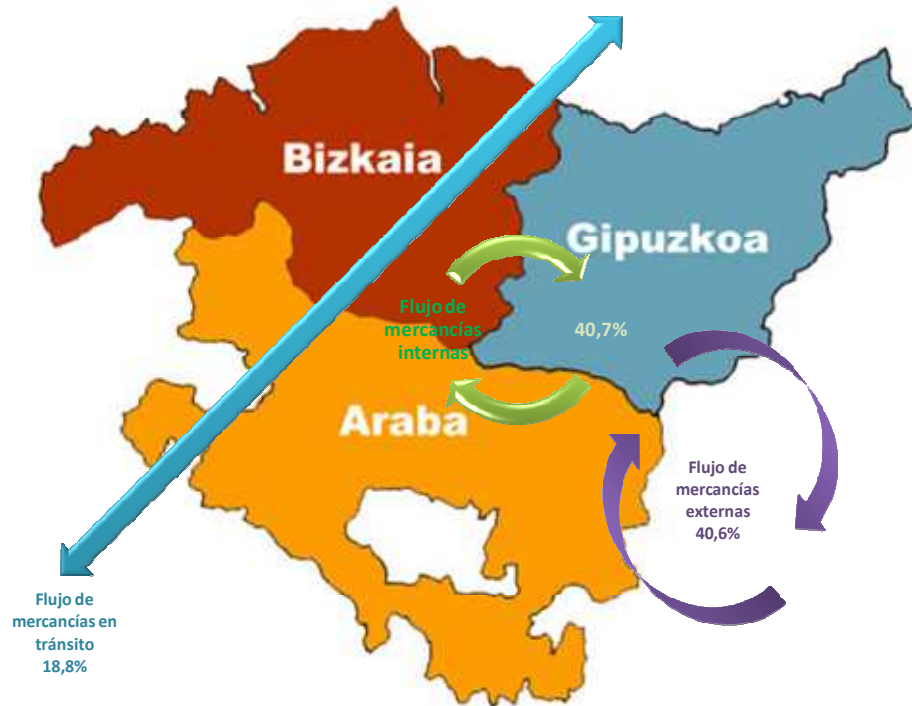 Bizkaia
Gipuzkoa
Flujo de
mercancías
internas
40,7%
Araba
Flujo de
mercancías
externas
40,6%
Flujo de
mercancías en
tránsito
18,8%